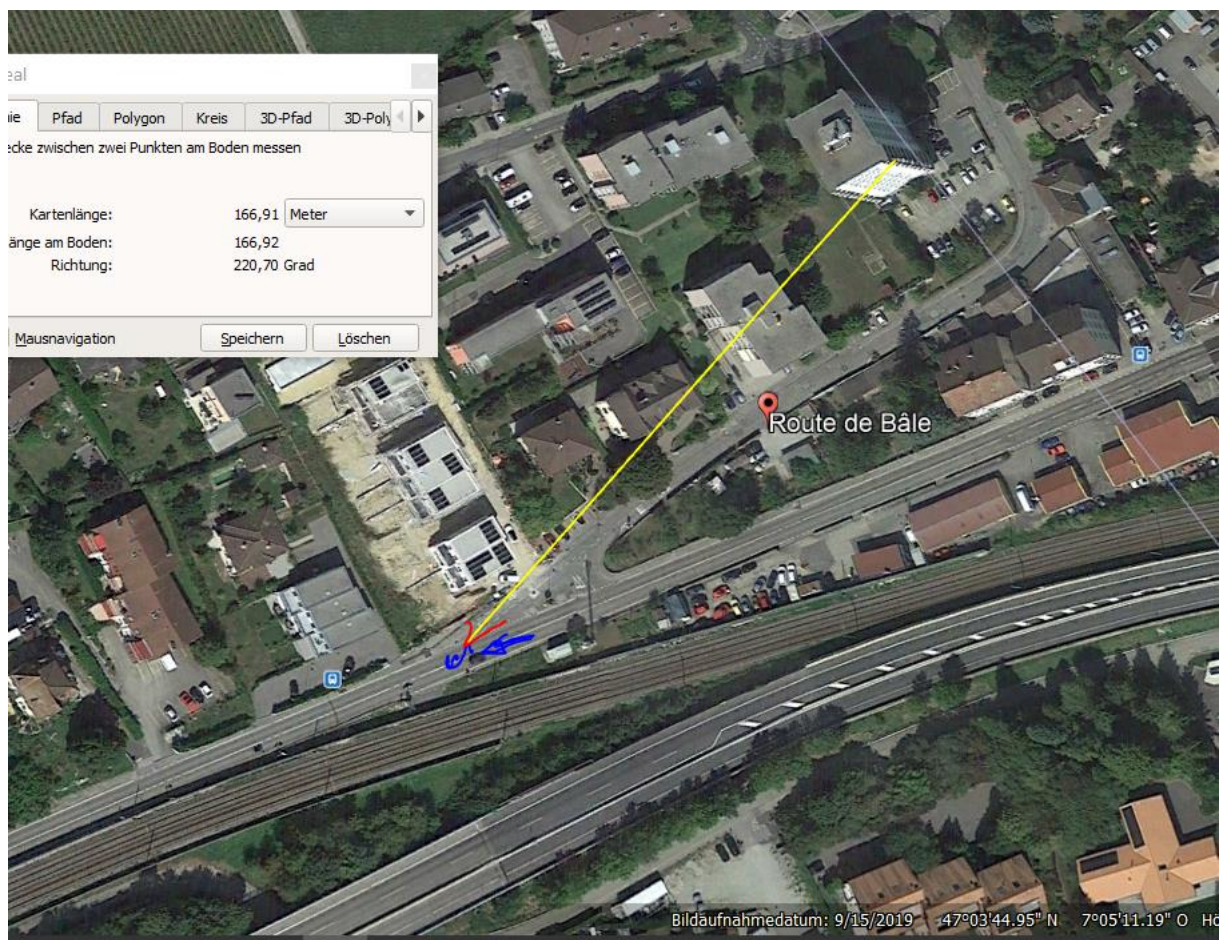 eal
ie Pfad Polygon Kreis 3D-Pfad 3D-Poly
ecke zwischen zwei Punkten am Boden messen
Kartenlänge: 166,91 Meter
änge am Boden: 166,92
Richtung: 220,70 Grad
Mausnavigation Speichern Löschen
Route de Bâle
Bildaufnahmedatum: 9/15/2019 47°03'44.95" N 7°05'11.19" O Hö